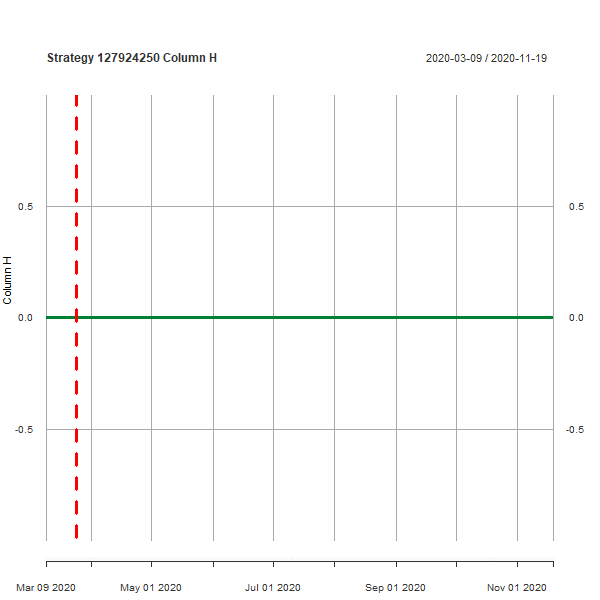 Strategy 127924250 Column H
2020-03-09 / 2020-11-19
0.5
0.5
Column H
0.0
0.0
-0.5
-0.5
Mar 09 2020
May 01 2020
Jul 01 2020
Sep 01 2020
Nov 01 2020